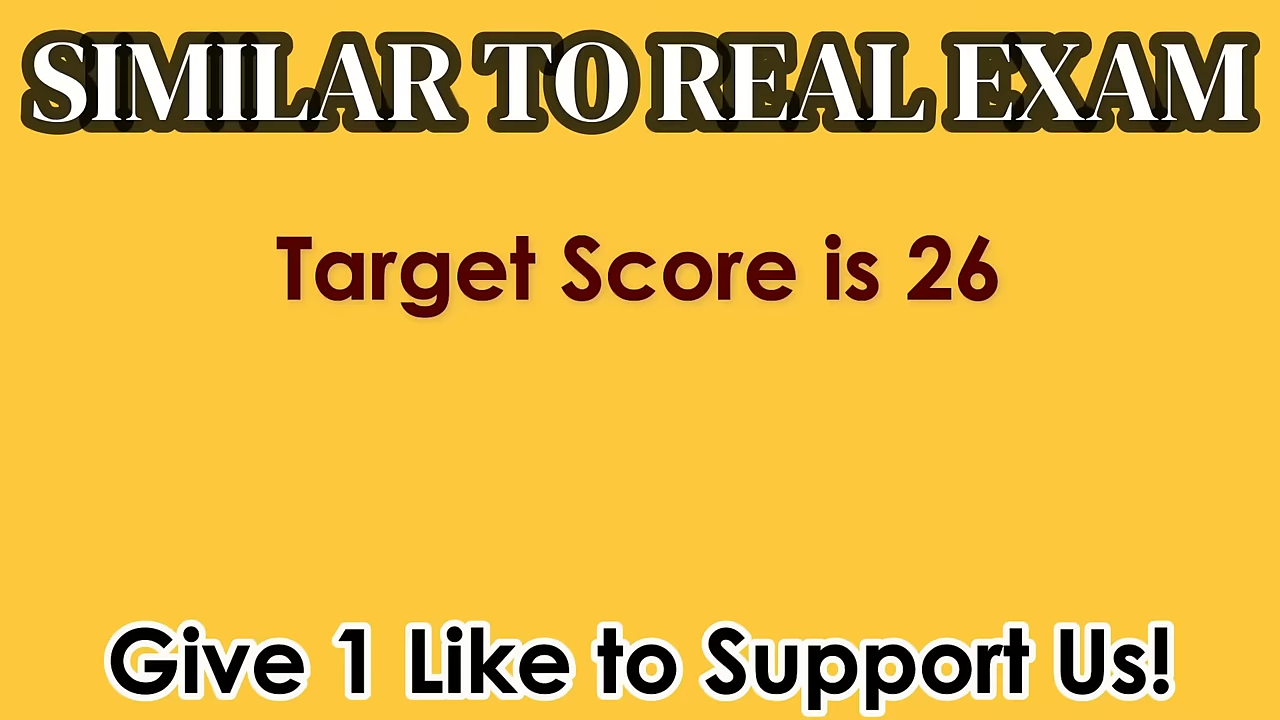 SIMILAR TO REAL EXAM
Target Score is 26
Give 1 Like to Support Us!